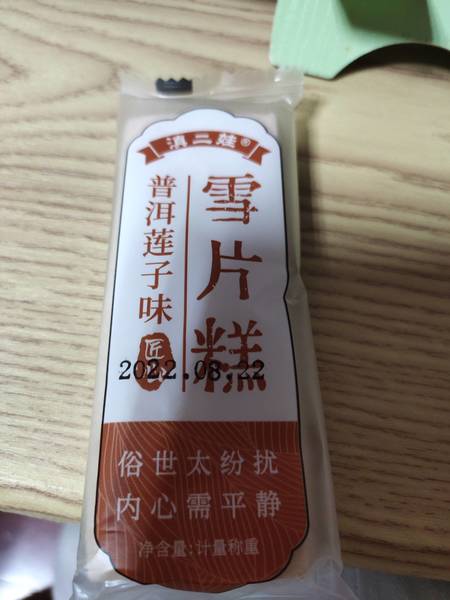 滇二娃®
雪片糕
普洱莲子味
匠心
2022.08.22
俗世太纷扰
内心需平静
净含量:计量称重